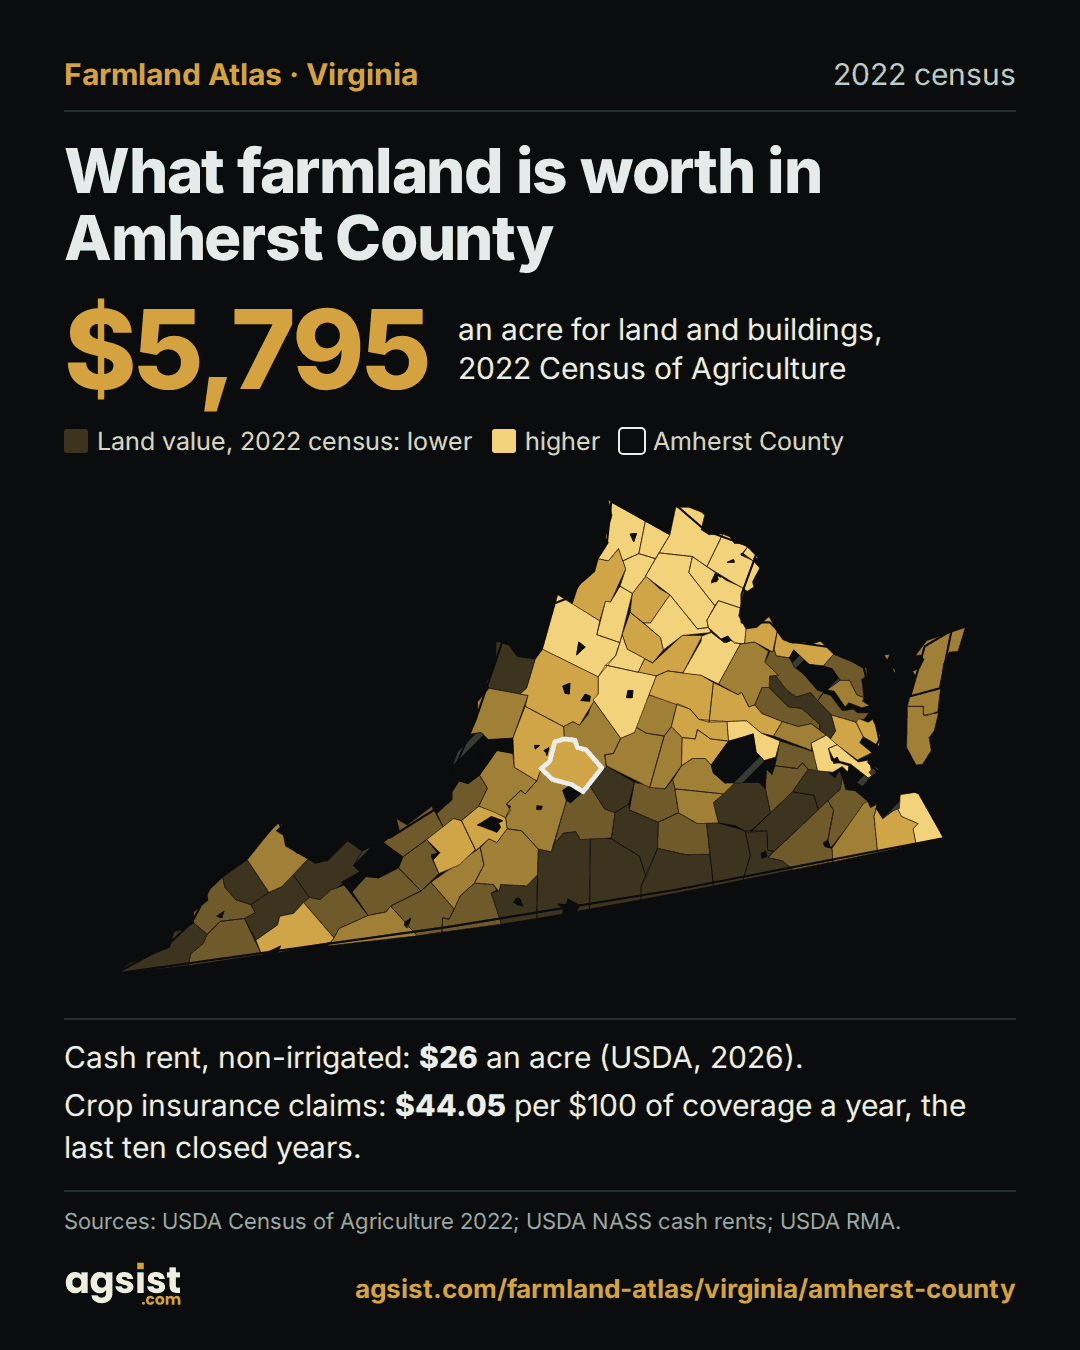 Farmland Atlas · Virginia
2022 census
What farmland is worth in
Amherst County
$5,795
an acre for land and buildings,
2022 Census of Agriculture
Land value, 2022 census: lower
higher
Amherst County
Cash rent, non-irrigated: $26 an acre (USDA, 2026).
Crop insurance claims: $44.05 per $100 of coverage a year, the
last ten closed years.
Sources: USDA Census of Agriculture 2022; USDA NASS cash rents; USDA RMA.
agsist
.com
agsist.com/farmland-atlas/virginia/amherst-county